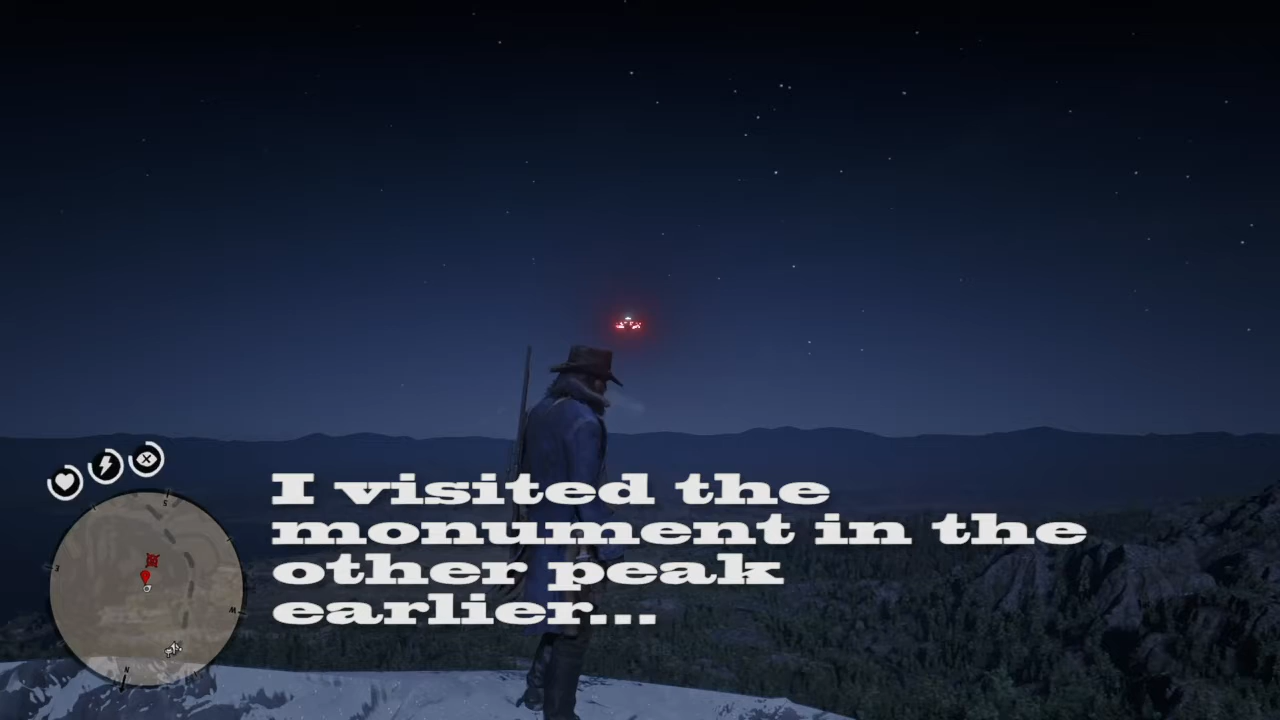 I visited the
monument in the
other peak
earlier...
S
E
W
N